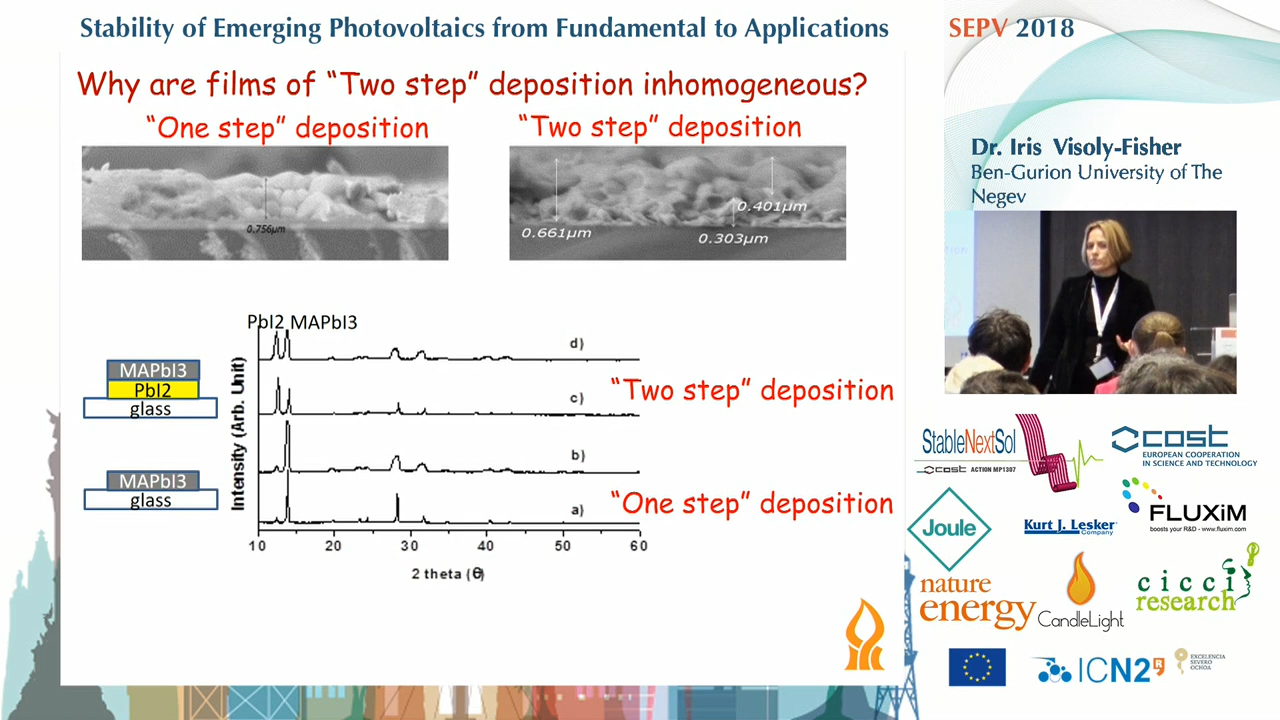 Stability of Emerging Photovoltaics from Fundamental to Applications
SEPV 2018
Why are films of “Two step” deposition inhomogeneous?
“One step” deposition
“Two step” deposition
0.756µm
0.661µm
0.401µm
0.303µm
Dr. Iris Visoly-Fisher
Ben-Gurion University of The
Negev
PbI2 MAPbI3
MAPbI3
PbI2
glass
MAPbI3
glass
Intensity (Arb. Unit)
d)
c)
b)
a)
“Two step” deposition
“One step” deposition
10 20 30 40 50 60
2 theta (θ)
StableNextSol
cost ACTION MP1307
cost
EUROPEAN COOPERATION
IN SCIENCE AND TECHNOLOGY
Joule
Kurt J. Lesker
Company
FLUXiM
boosts your R&D - www.fluxim.com
nature
energy
CandleLight
cicci
research
ICN2
EXCELENCIA
SEVERO
OCHOA